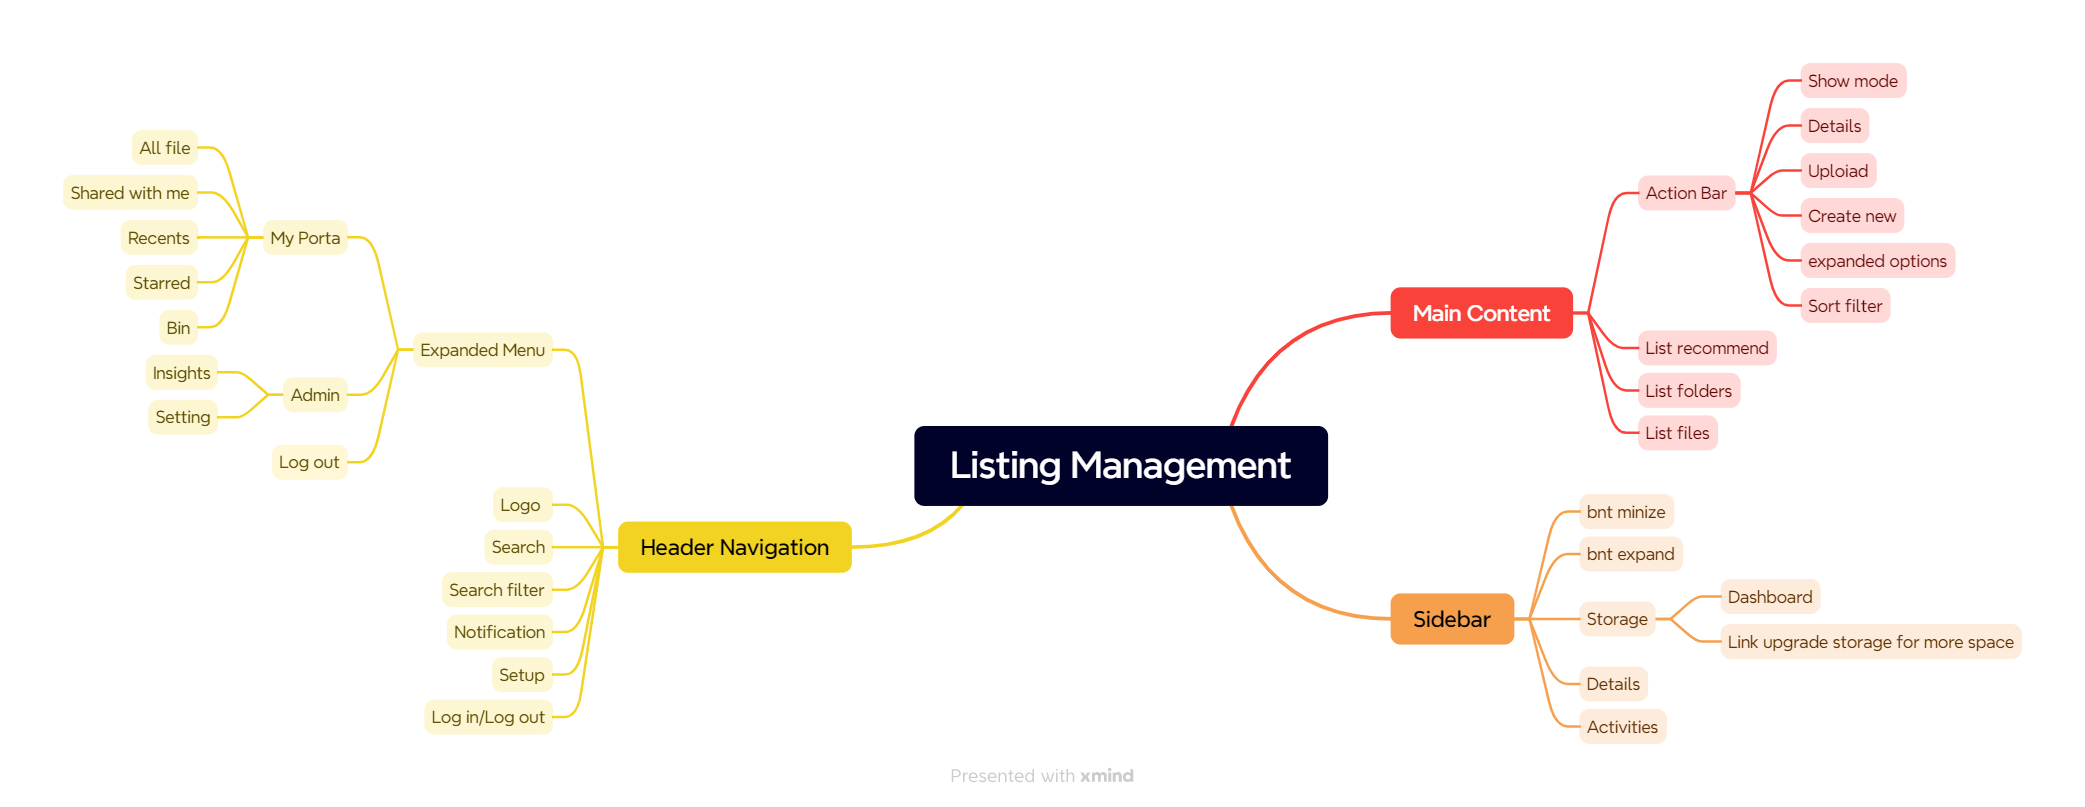 Listing Management
Main Content
Action Bar
Show mode
Details
Uploiad
Create new
expanded options
Sort filter
List recommend
List folders
List files
Sidebar
bnt minize
bnt expand
Storage
Dashboard
Link upgrade storage for more space
Details
Activities
Header Navigation
Expanded Menu
My Porta
All file
Shared with me
Recents
Starred
Bin
Admin
Insights
Setting
Log out
Logo
Search
Search filter
Notification
Setup
Log in/Log out
Presented with xmind